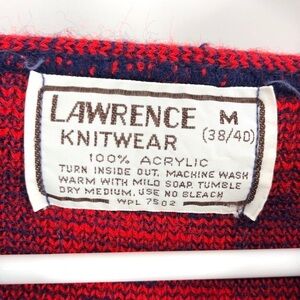 LAWRENCE M
KNITWEAR (38/40)
100% ACRYLIC
TURN INSIDE OUT. MACHINE WASH
WARM WITH MILD SOAP. TUMBLE
DRY MEDIUM. USE NO BLEACH
WPL 7502